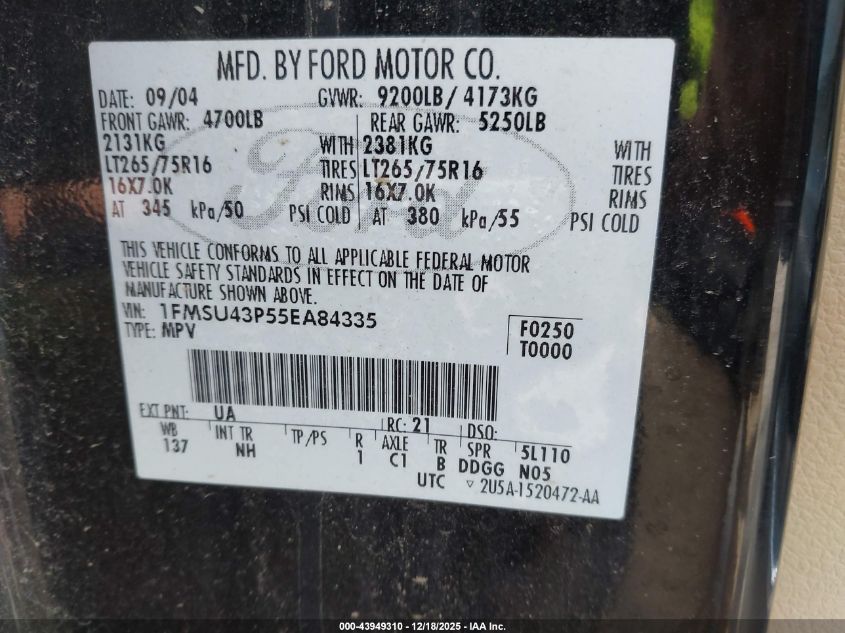 MFD. BY FORD MOTOR CO.
DATE: 09/04 GVWR: 9200LB/ 4173KG
FRONT GAWR: 4700LB REAR GAWR: 5250LB
2131KG WITH 2381KG WITH
LT265/75R16 TIRES LT265/75R16 TIRES
16X7.0K RIMS 16X7.0K RIMS
AT 345 kPa/50 PSI COLD AT 380 kPa/55 PSI COLD
THIS VEHICLE CONFORMS TO ALL APPLICABLE FEDERAL MOTOR
VEHICLE SAFETY STANDARDS IN EFFECT ON THE DATE OF
MANUFACTURE SHOWN ABOVE.
VIN: 1FMSU43P55EA84335 F0250
TYPE: MPV T0000
EXT PNT: UA RC: 21 DSO:
WB INT TR TP/PS R AXLE TR SPR 5L110
137 NH 1 C1 B DDGG N05
UTC ▽ 2U5A-1520472-AA
Ford
000-43949310 - 12/18/2025 - IAA Inc.